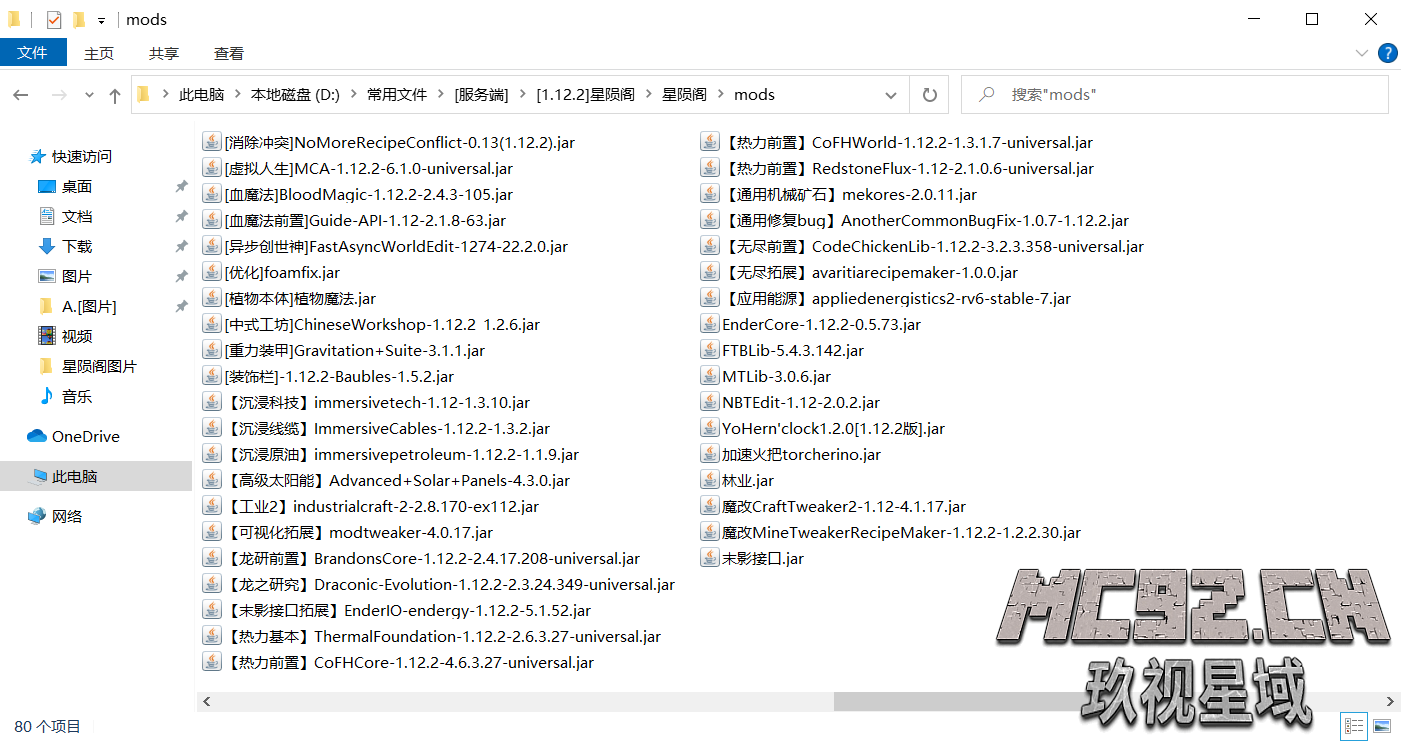 mods
文件
主页
共享
查看
?
此电脑
本地磁盘 (D:)
常用文件
[服务端]
[1.12.2]星陨阁
星陨阁
mods
搜索"mods"
快速访问
桌面
文档
下载
图片
A.[图片]
视频
星陨阁图片
音乐
OneDrive
此电脑
网络
[消除冲突]NoMoreRecipeConflict-0.13(1.12.2).jar
[虚拟人生]MCA-1.12.2-6.1.0-universal.jar
[血魔法]BloodMagic-1.12.2-2.4.3-105.jar
[血魔法前置]Guide-API-1.12-2.1.8-63.jar
[异步创世神]FastAsyncWorldEdit-1274-22.2.0.jar
[优化]foamfix.jar
[植物本体]植物魔法.jar
[中式工坊]ChineseWorkshop-1.12.2_1.2.6.jar
[重力装甲]Gravitation+Suite-3.1.1.jar
[装饰栏]-1.12.2-Baubles-1.5.2.jar
【沉浸科技】immersivetech-1.12-1.3.10.jar
【沉浸线缆】ImmersiveCables-1.12.2-1.3.2.jar
【沉浸原油】immersivepetroleum-1.12.2-1.1.9.jar
【高级太阳能】Advanced+Solar+Panels-4.3.0.jar
【工业2】industrialcraft-2-2.8.170-ex112.jar
【可视化拓展】modtweaker-4.0.17.jar
【龙研前置】BrandonsCore-1.12.2-2.4.17.208-universal.jar
【龙之研究】Draconic-Evolution-1.12.2-2.3.24.349-universal.jar
【末影接口拓展】EnderIO-endergy-1.12.2-5.1.52.jar
【热力基本】ThermalFoundation-1.12.2-2.6.3.27-universal.jar
【热力前置】CoFHCore-1.12.2-4.6.3.27-universal.jar
【热力前置】CoFHWorld-1.12.2-1.3.1.7-universal.jar
【热力前置】RedstoneFlux-1.12-2.1.0.6-universal.jar
【通用机械矿石】mekores-2.0.11.jar
【通用修复bug】AnotherCommonBugFix-1.0.7-1.12.2.jar
【无尽前置】CodeChickenLib-1.12.2-3.2.3.358-universal.jar
【无尽拓展】avaritiarecipemaker-1.0.0.jar
【应用能源】appliedenergistics2-rv6-stable-7.jar
EnderCore-1.12.2-0.5.73.jar
FTBLib-5.4.3.142.jar
MTLib-3.0.6.jar
NBTEdit-1.12-2.0.2.jar
YoHern'clock1.2.0[1.12.2版].jar
加速火把torcherino.jar
林业.jar
魔改CraftTweaker2-1.12-4.1.17.jar
魔改MineTweakerRecipeMaker-1.12.2-1.2.2.30.jar
末影接口.jar
MC92.CN
玖视星域
80 个项目